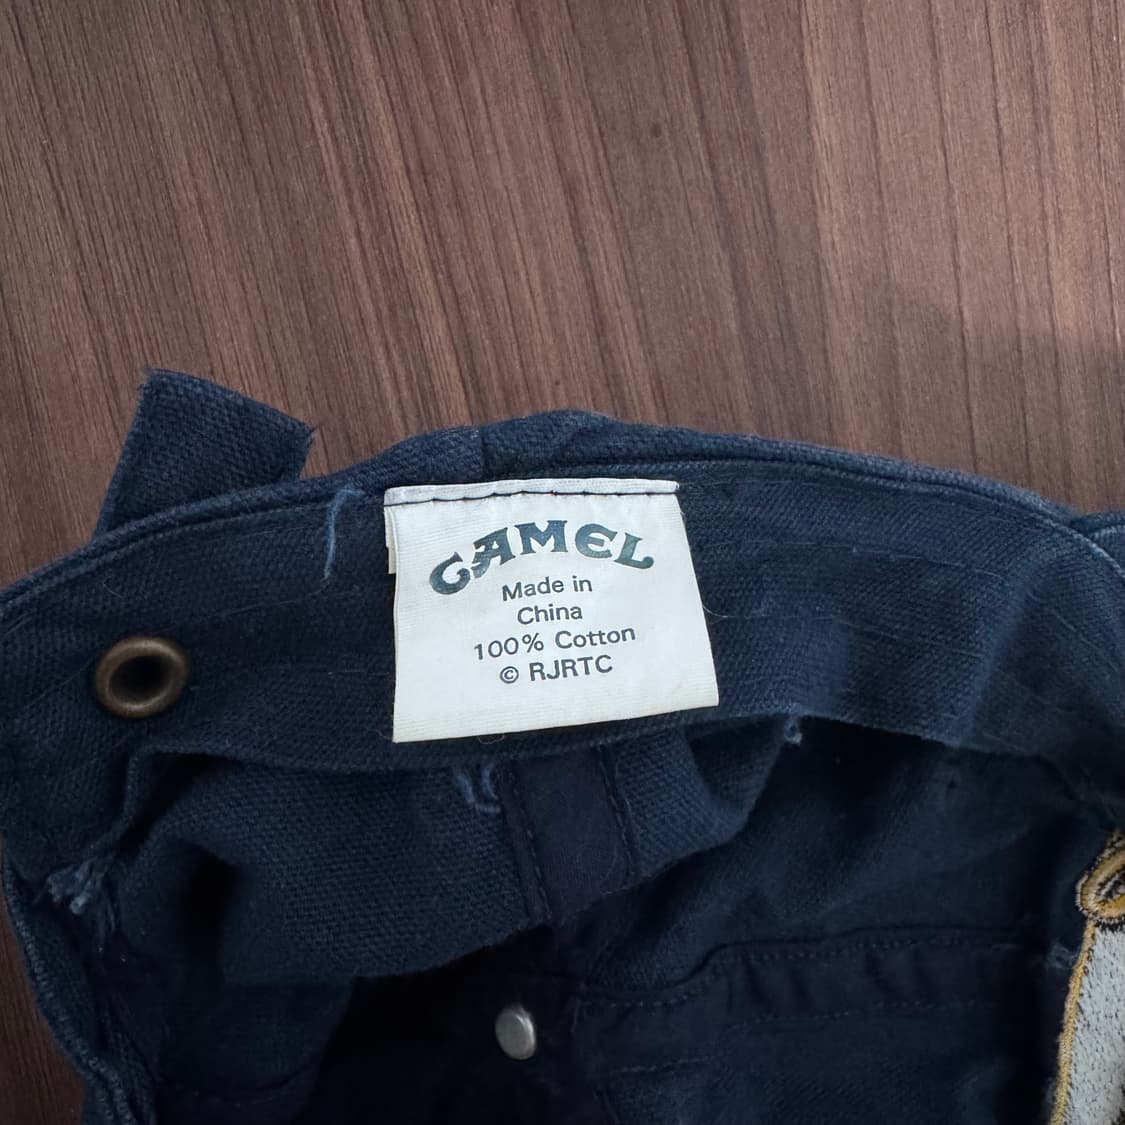 CAMEL
Made in
China
100% Cotton
© RJRTC